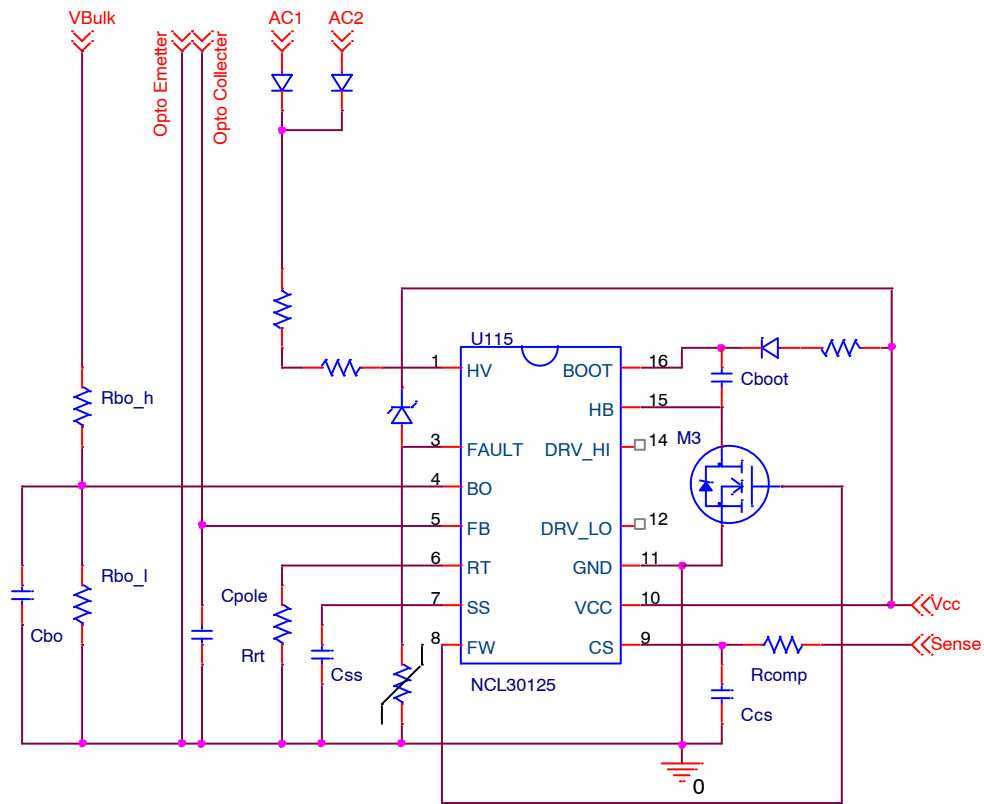 VBulk
AC1
AC2
Opto Emetter
Opto Collecter
U115
1
HV
BOOT
16
Cboot
Rbo_h
HB
15
3
FAULT
DRV_HI
14
M3
4
BO
5
FB
DRV_LO
12
6
RT
GND
11
Rbo_l
Cpole
7
SS
VCC
10
Vcc
Cbo
Rrt
Css
8
FW
CS
9
Sense
Rcomp
NCL30125
Ccs
0